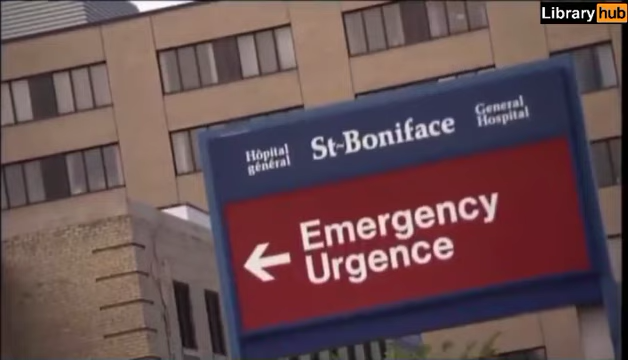 Library hub
Hôpital
général
St-Boniface
General
Hospital
Emergency
Urgence